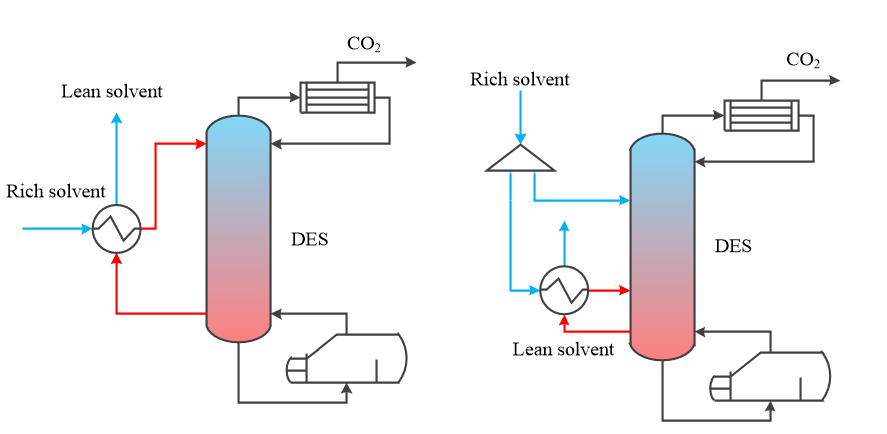 CO₂
Lean solvent
Rich solvent
DES
Rich solvent
CO₂
DES
Lean solvent